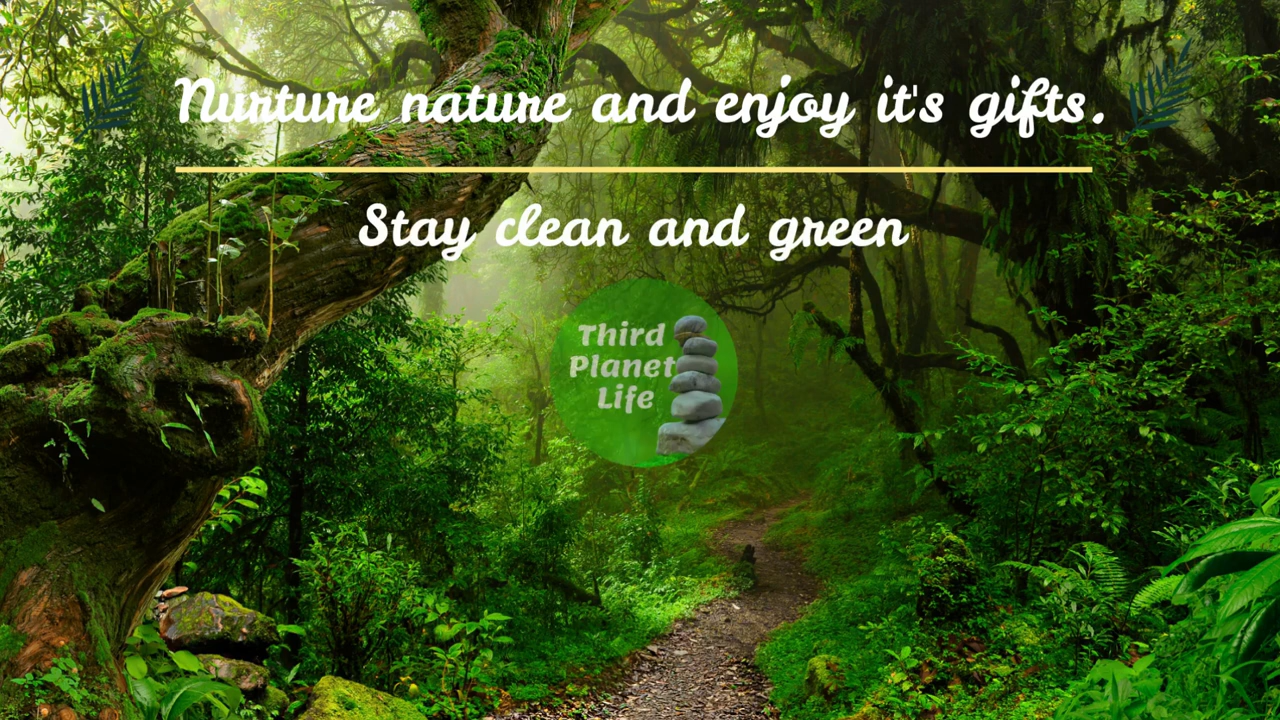 Nurture nature and enjoy it's gifts.
Stay clean and green
Third
Planet
Life